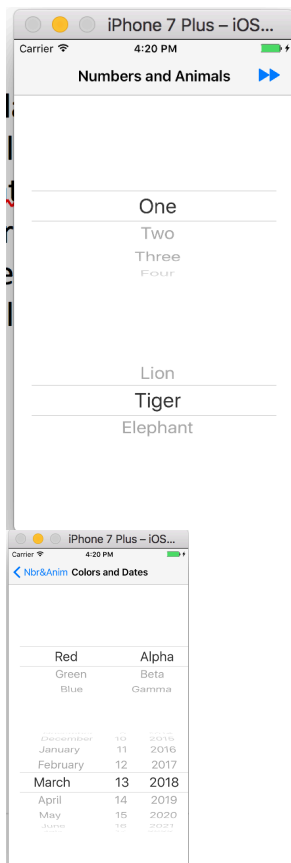 iPhone 7 Plus – iOS...
Carrier 4:20 PM
Numbers and Animals
One
Two
Three
Four
Lion
Tiger
Elephant
iPhone 7 Plus – iOS...
Carrier 4:20 PM
Nbr&Anim Colors and Dates
Red Alpha
Green Beta
Blue Gamma
December 10 2015
January 11 2016
February 12 2017
March 13 2018
April 14 2019
May 15 2020
June 16 2021